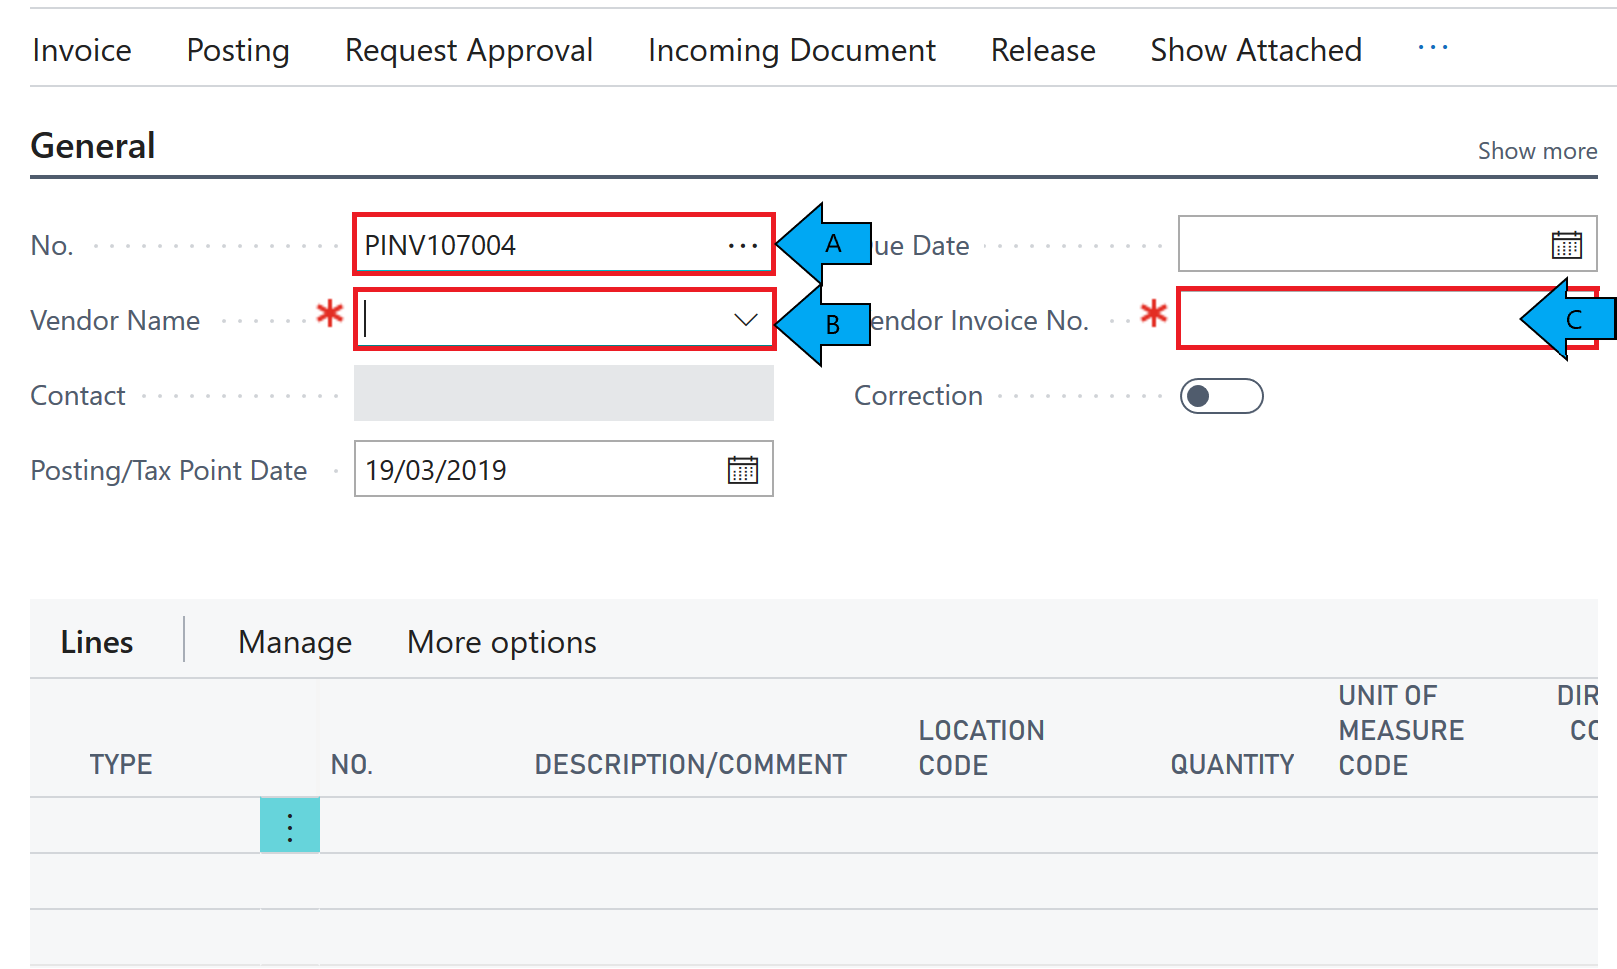 Invoice Posting Request Approval Incoming Document Release Show Attached ...
General Show more
No. PINV107004 ... A ue Date
Vendor Name * B endor Invoice No. * C
Contact Correction
Posting/Tax Point Date 19/03/2019
Lines Manage More options
TYPE NO. DESCRIPTION/COMMENT LOCATION CODE QUANTITY UNIT OF MEASURE CODE DIR CO